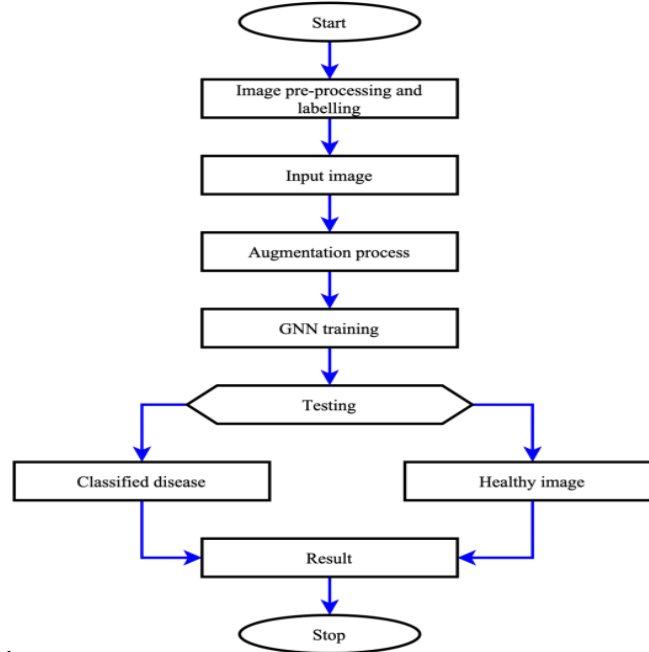 Start
Image pre-processing and
labelling
Input image
Augmentation process
GNN training
Testing
Classified disease
Healthy image
Result
Stop